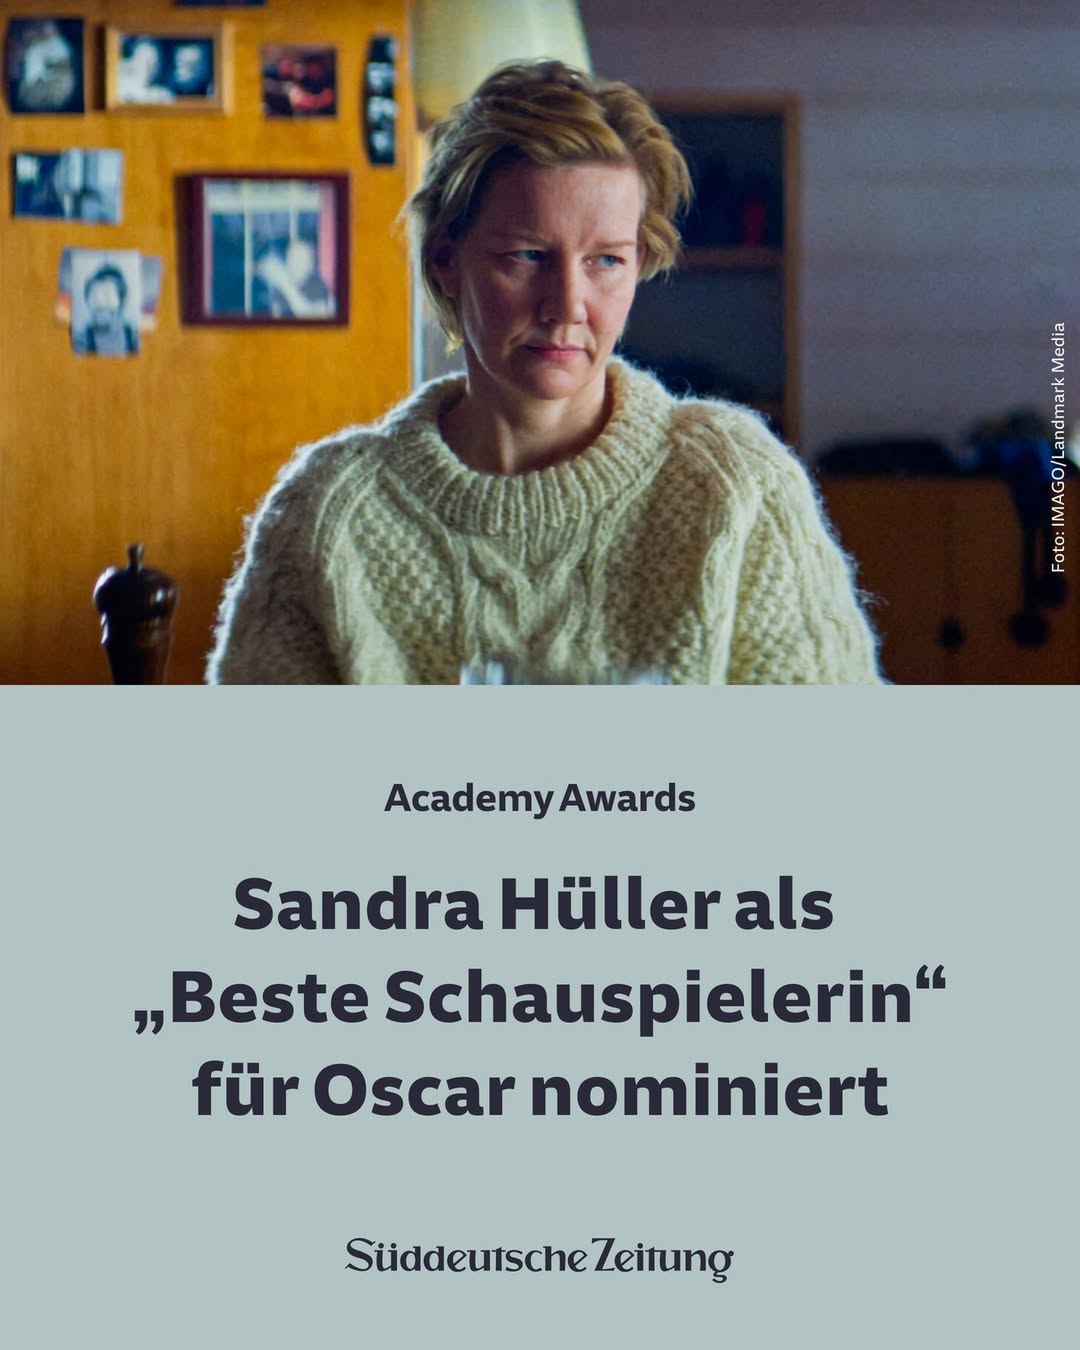 Foto: IMAGO/Landmark Media
Academy Awards
Sandra Hüller als
„Beste Schauspielerin“
für Oscar nominiert
Süddeutsche Zeitung